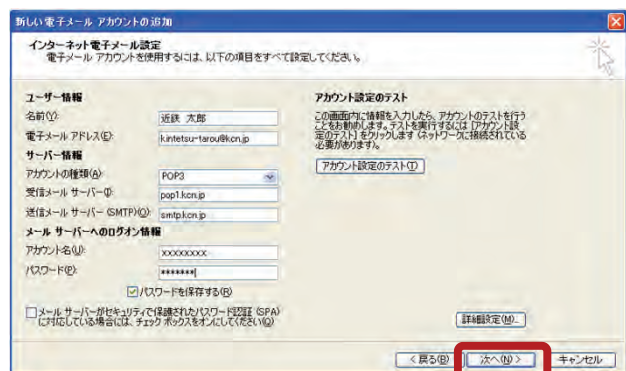 新しい電子メール アカウントの追加
インターネット電子メール設定
電子メール アカウントを使用するには、以下の項目をすべて設定してください。
ユーザー情報
名前(Y):
近鉄 太郎
電子メール アドレス(E):
kintetsu-tarou@kcn.jp
サーバー情報
アカウントの種類(A):
POP3
受信メール サーバー(I):
pop1.kcn.jp
送信メール サーバー (SMTP)(O):
smtp.kcn.jp
メール サーバーへのログオン情報
アカウント名(U):
xxxxxxxx
パスワード(P):
*******
パスワードを保存する(R)
メール サーバーがセキュリティで保護されたパスワード認証 (SPA)
に対応している場合には、チェック ボックスをオンにしてください(Q)
アカウント設定のテスト
この画面内に情報を入力したら、アカウントのテストを行う
ことをお勧めします。テストを実行するには [アカウント設
定のテスト] をクリックします (ネットワークに接続されている
必要があります)。
アカウント設定のテスト(T)
詳細設定(M)...
< 戻る(B)
次へ(N) >
キャンセル